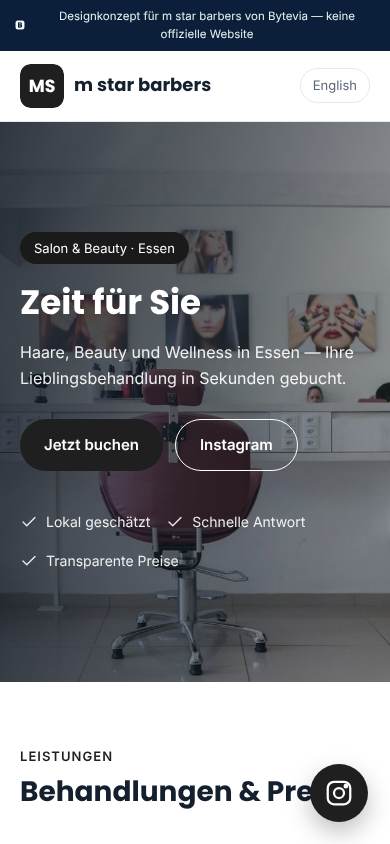 Designkonzept für m star barbers von Bytevia — keine
offizielle Website
MS m star barbers
English
Salon & Beauty · Essen
Zeit für Sie
Haare, Beauty und Wellness in Essen — Ihre
Lieblingsbehandlung in Sekunden gebucht.
Jetzt buchen
Instagram
Lokal geschätzt
Schnelle Antwort
Transparente Preise
LEISTUNGEN
Behandlungen & Pre